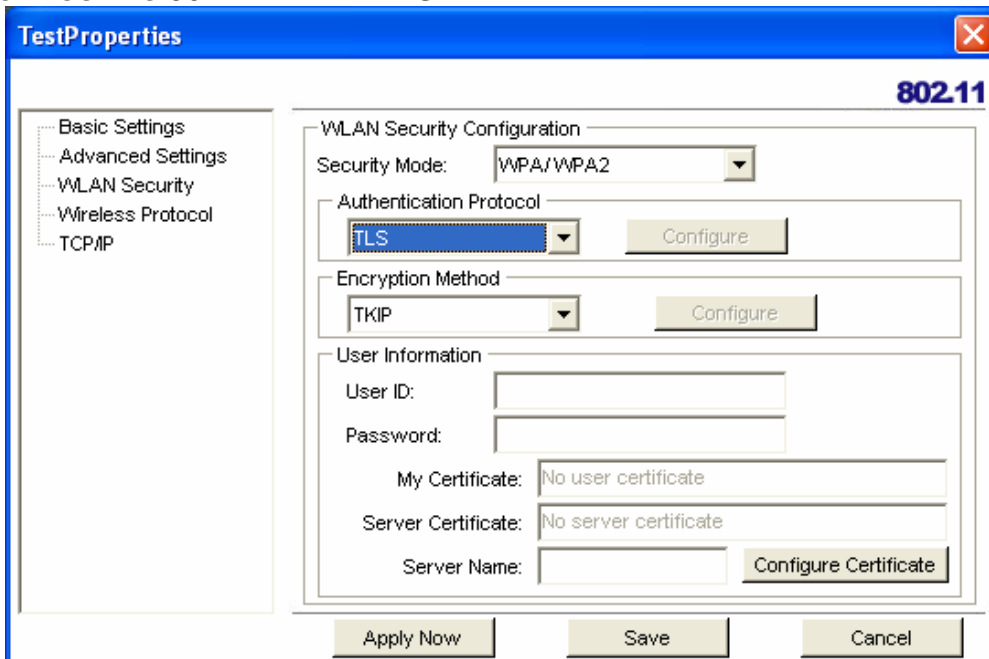 TestProperties
802.11
Basic Settings
Advanced Settings
WLAN Security
Wireless Protocol
TCP/IP
WLAN Security Configuration
Security Mode: WPA/WPA2
Authentication Protocol
TLS Configure
Encryption Method
TKIP Configure
User Information
User ID:
Password:
My Certificate: No user certificate
Server Certificate: No server certificate
Server Name: Configure Certificate
Apply Now Save Cancel